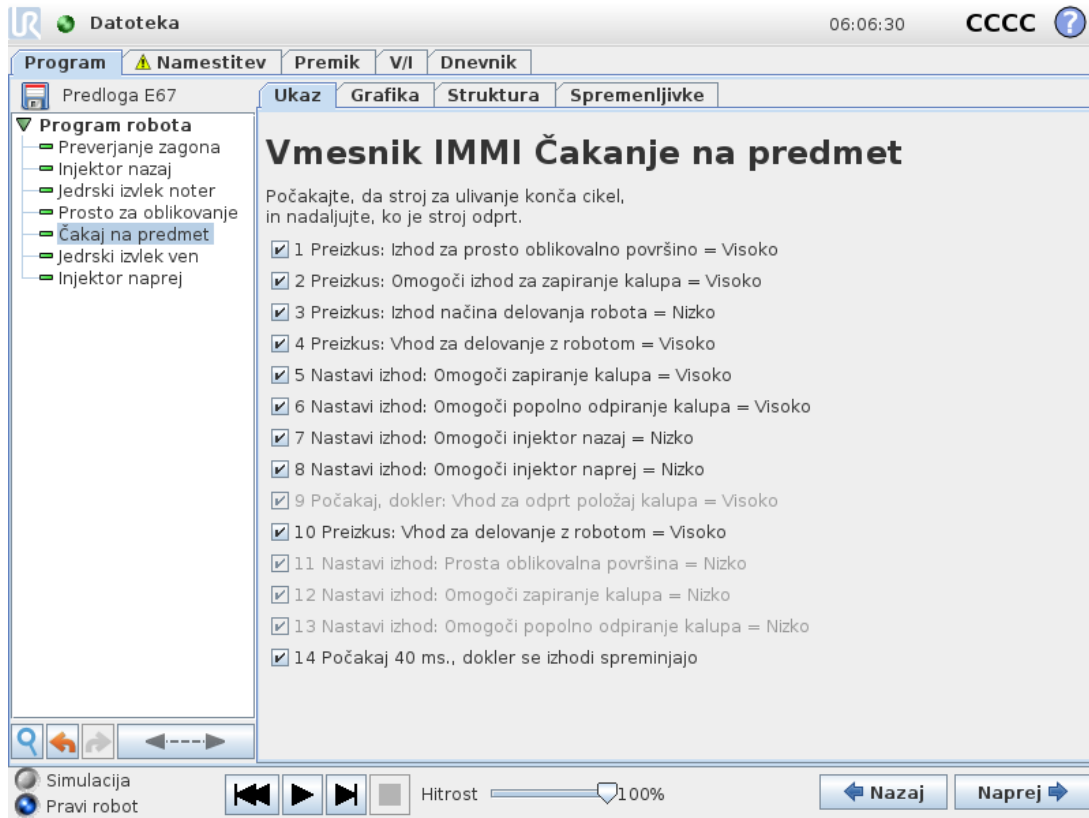 UR Datoteka 06:06:30 CCCC ?
Program Namestitev Premik V/I Dnevnik
Predloga E67
Ukaz Grafika Struktura Spremenljivke
Program robota
Preverjanje zagona
Injektor nazaj
Jedrski izvlek noter
Prosto za oblikovanje
Čakaj na predmet
Jedrski izvlek ven
Injektor naprej
Vmesnik IMMI Čakanje na predmet
Počakajte, da stroj za ulivanje konča cikel,
in nadaljujte, ko je stroj odprt.
1 Preizkus: Izhod za prosto oblikovalno površino = Visoko
2 Preizkus: Omogoči izhod za zapiranje kalupa = Visoko
3 Preizkus: Izhod načina delovanja robota = Nizko
4 Preizkus: Vhod za delovanje z robotom = Visoko
5 Nastavi izhod: Omogoči zapiranje kalupa = Visoko
6 Nastavi izhod: Omogoči popolno odpiranje kalupa = Visoko
7 Nastavi izhod: Omogoči injektor nazaj = Nizko
8 Nastavi izhod: Omogoči injektor naprej = Nizko
9 Počakaj, dokler: Vhod za odprt položaj kalupa = Visoko
10 Preizkus: Vhod za delovanje z robotom = Visoko
11 Nastavi izhod: Prosta oblikovalna površina = Nizko
12 Nastavi izhod: Omogoči zapiranje kalupa = Nizko
13 Nastavi izhod: Omogoči popolno odpiranje kalupa = Nizko
14 Počakaj 40 ms., dokler se izhodi spreminjajo
Simulacija
Pravi robot
Hitrost 100%
Nazaj Naprej